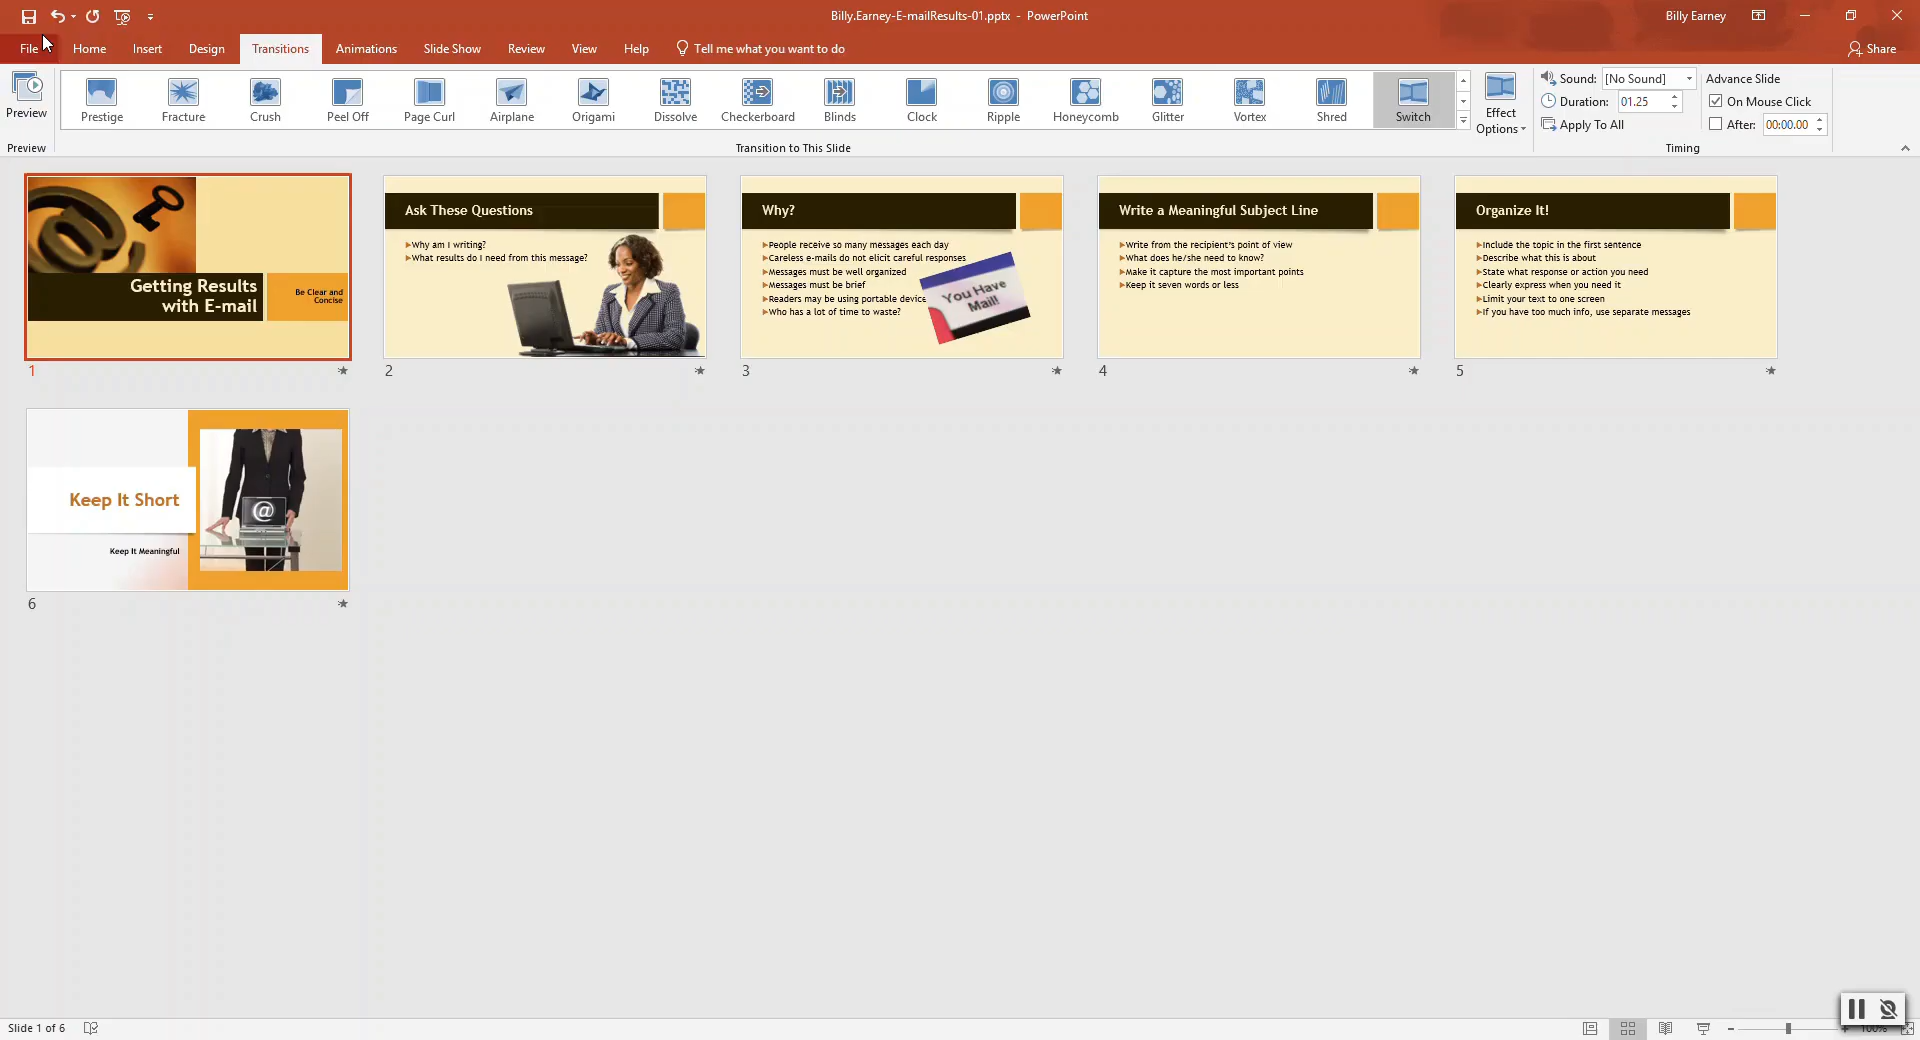 Billy.Earney-E-mailResults-01.pptx - PowerPoint
Billy Earney
File Home Insert Design Transitions Animations Slide Show Review View Help Tell me what you want to do
Share
Preview
Prestige Fracture Crush Peel Off Page Curl Airplane Origami Dissolve Checkerboard Blinds Clock Ripple Honeycomb Glitter Vortex Shred Switch
Effect
Options
Sound: [No Sound]
Duration: 01.25
Apply To All
Advance Slide
On Mouse Click
After: 00:00.00
Preview
Transition to This Slide
Timing
Getting Results
with E-mail
Be Clear and
Concise
1
Ask These Questions
Why am I writing?
What results do I need from this message?
2
Why?
People receive so many messages each day
Careless e-mails do not elicit careful responses
Messages must be well organized
Messages must be brief
Readers may be using portable device
Who has a lot of time to waste?
You Have
Mail!
3
Write a Meaningful Subject Line
Write from the recipient's point of view
What does he/she need to know?
Make it capture the most important points
Keep it seven words or less
4
Organize It!
Include the topic in the first sentence
Describe what this is about
State what response or action you need
Clearly express when you need it
Limit your text to one screen
If you have too much info, use separate messages
5
Keep It Short
@
Keep It Meaningful
6
Slide 1 of 6
100%